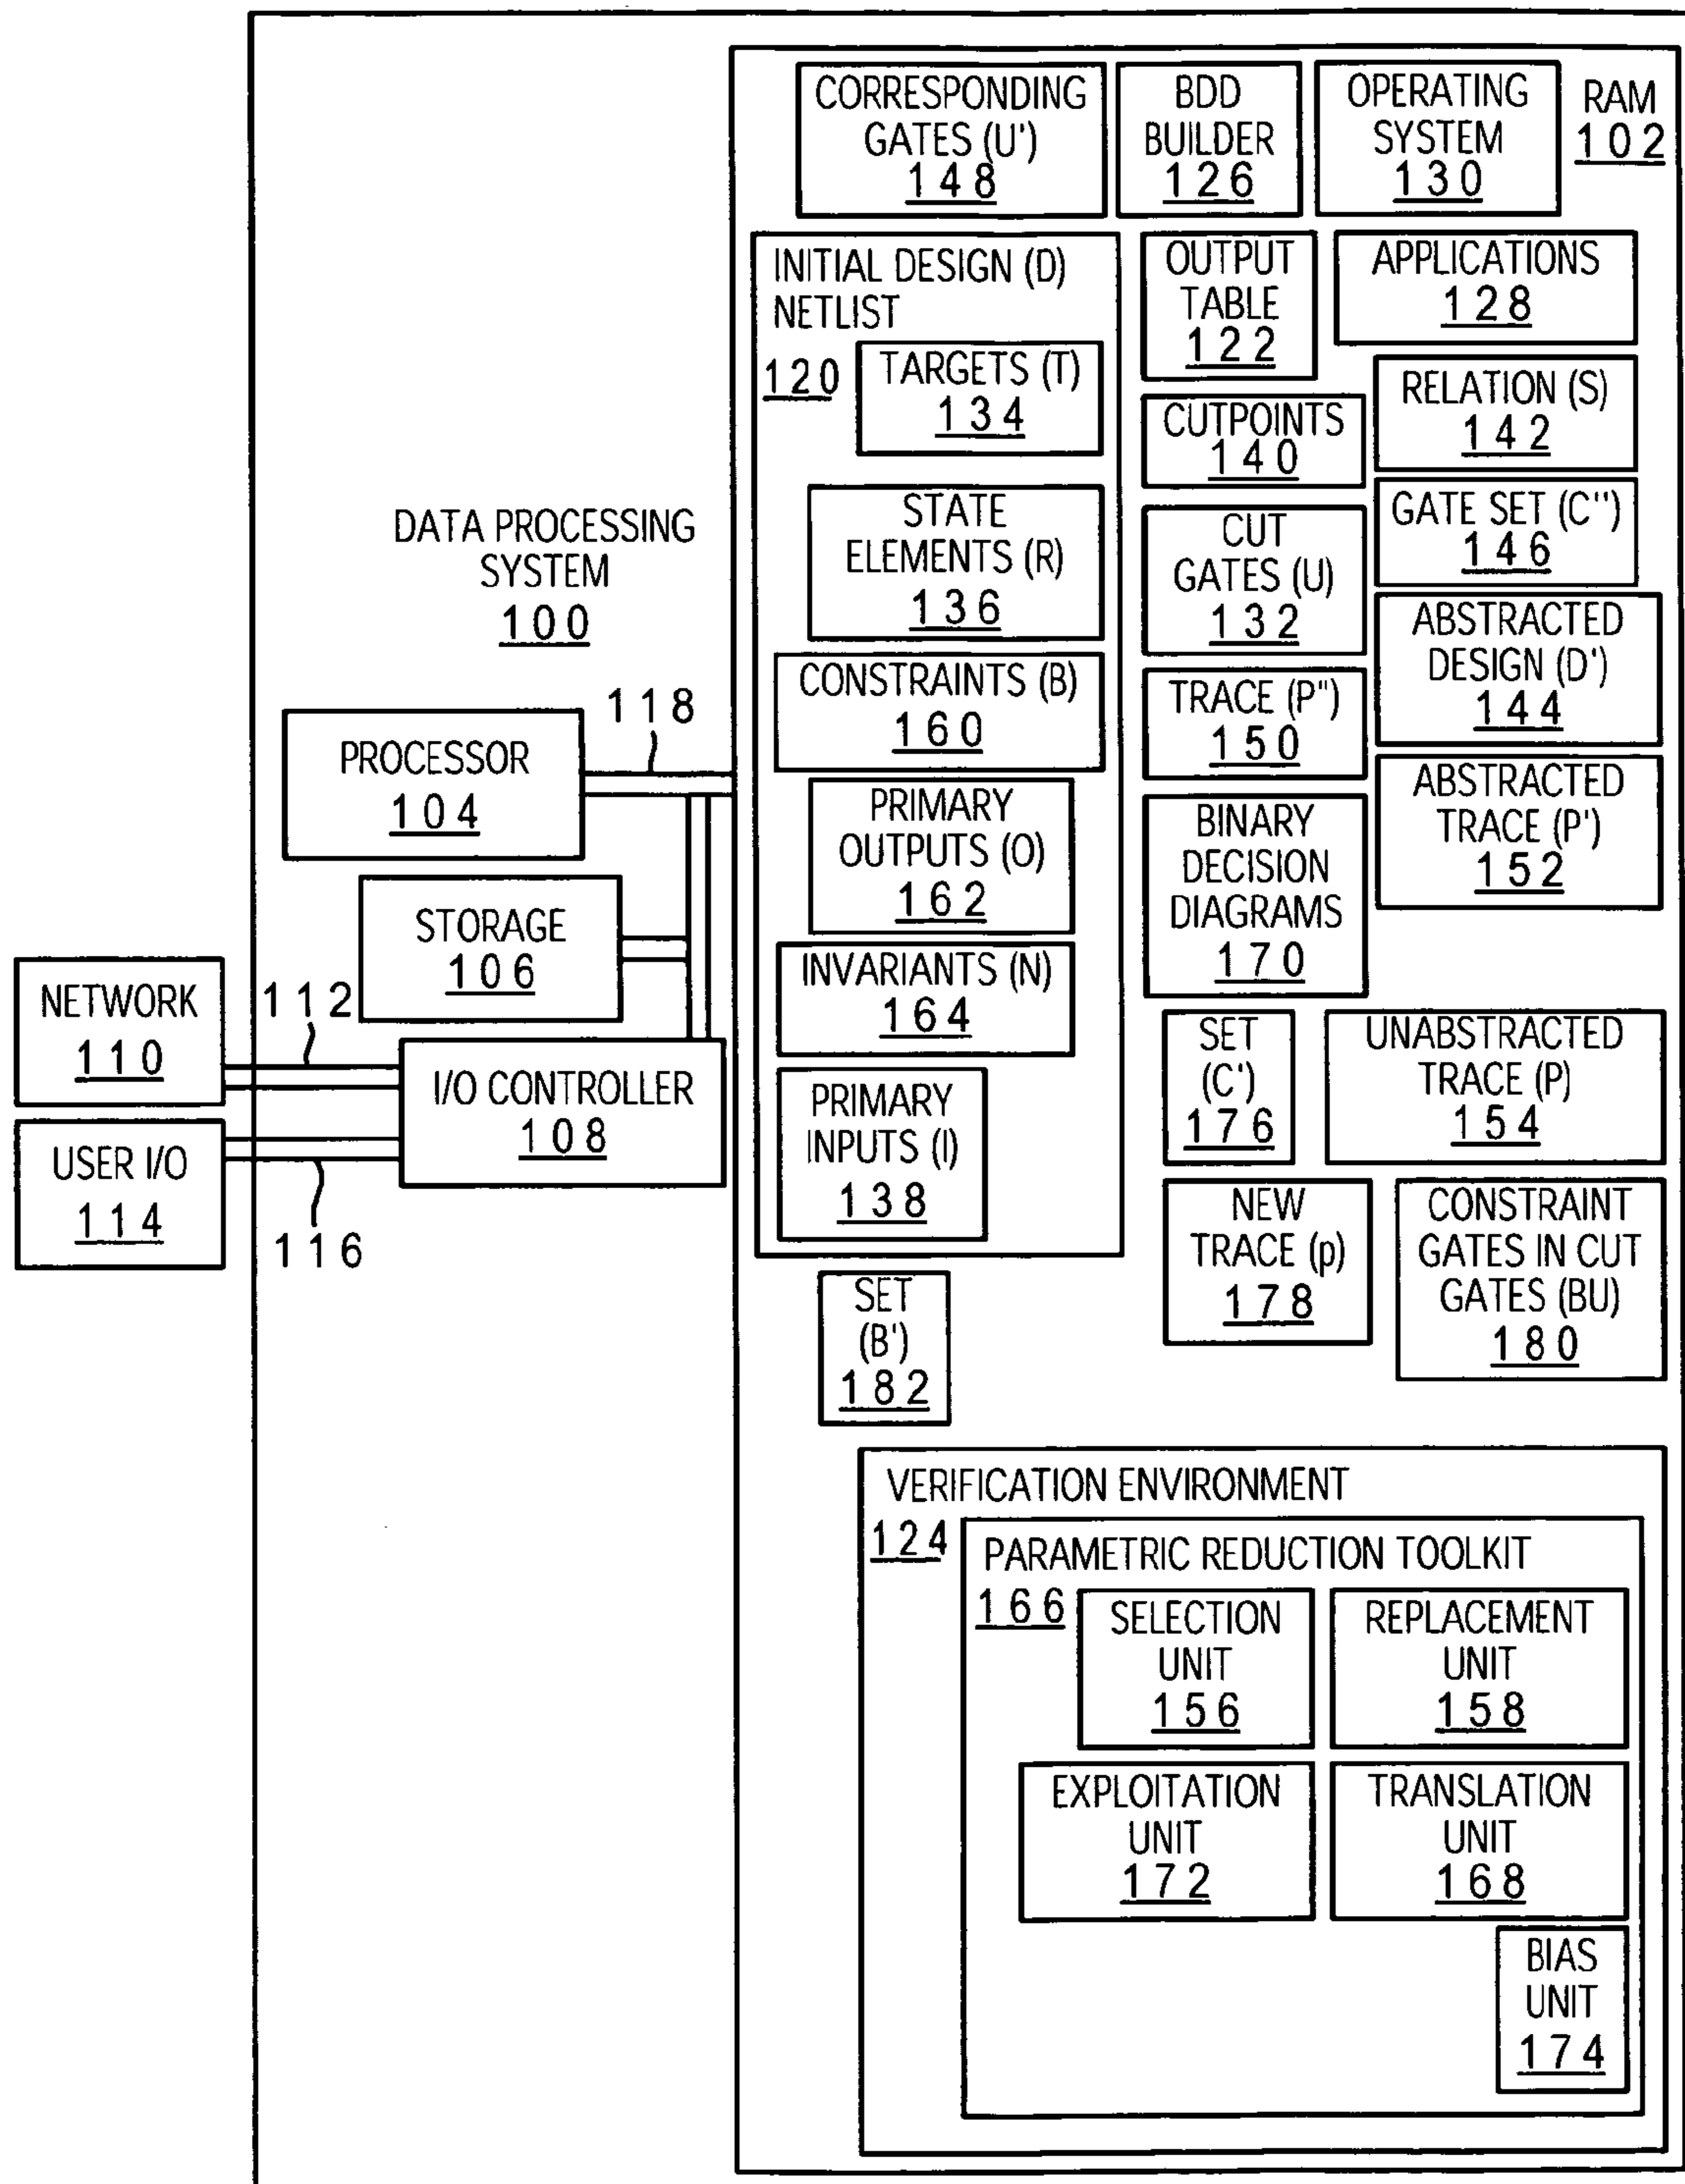 CORRESPONDING
GATES (U')
148
BDD
BUILDER
126
OPERATING
SYSTEM
130
RAM
102
INITIAL DESIGN (D)
NETLIST
120
TARGETS (T)
134
STATE
ELEMENTS (R)
136
CONSTRAINTS (B)
160
PRIMARY
OUTPUTS (O)
162
INVARIANTS (N)
164
PRIMARY
INPUTS (I)
138
OUTPUT
TABLE
122
APPLICATIONS
128
CUTPOINTS
140
RELATION (S)
142
CUT
GATES (U)
132
GATE SET (C'')
146
ABSTRACTED
DESIGN (D')
144
TRACE (P'')
150
ABSTRACTED
TRACE (P')
152
BINARY
DECISION
DIAGRAMS
170
SET
(C')
176
UNABSTRACTED
TRACE (P)
154
NEW
TRACE (p)
178
CONSTRAINT
GATES IN CUT
GATES (BU)
180
SET
(B')
182
DATA PROCESSING
SYSTEM
100
118
PROCESSOR
104
STORAGE
106
NETWORK
110
112
I/O CONTROLLER
108
USER I/O
114
116
VERIFICATION ENVIRONMENT
124
PARAMETRIC REDUCTION TOOLKIT
166
SELECTION
UNIT
156
REPLACEMENT
UNIT
158
EXPLOITATION
UNIT
172
TRANSLATION
UNIT
168
BIAS
UNIT
174